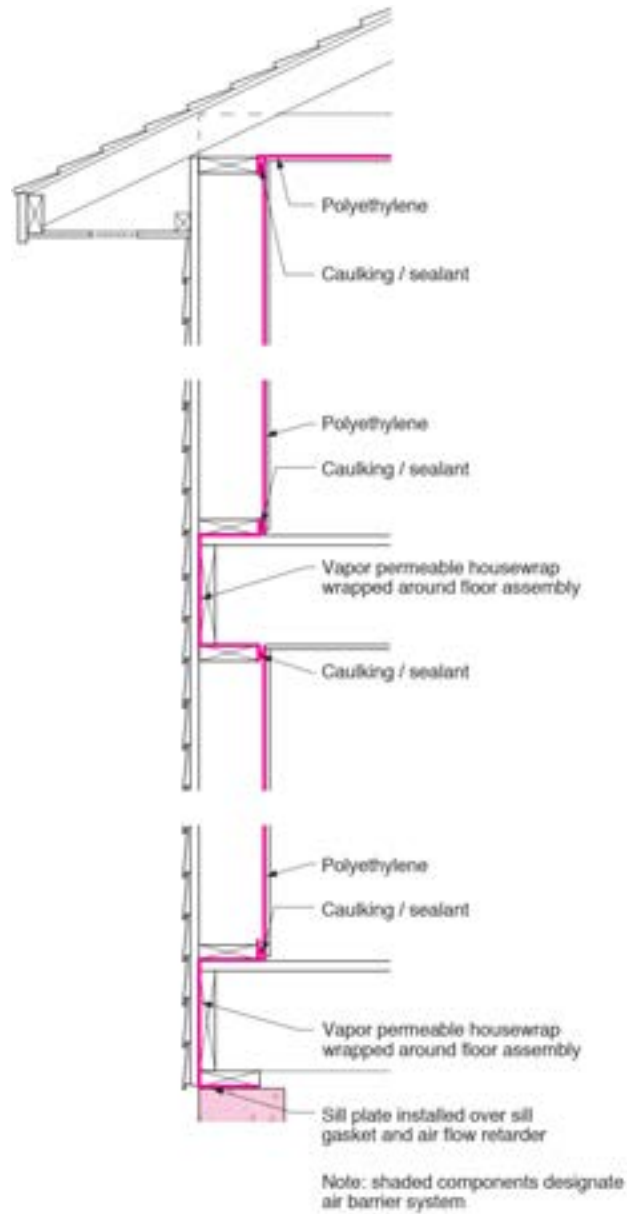 Polyethylene
Caulking / sealant
Polyethylene
Caulking / sealant
Vapor permeable housewrap
wrapped around floor assembly
Caulking / sealant
Polyethylene
Caulking / sealant
Vapor permeable housewrap
wrapped around floor assembly
Sill plate installed over sill
gasket and air flow retarder
Note: shaded components designate
air barrier system